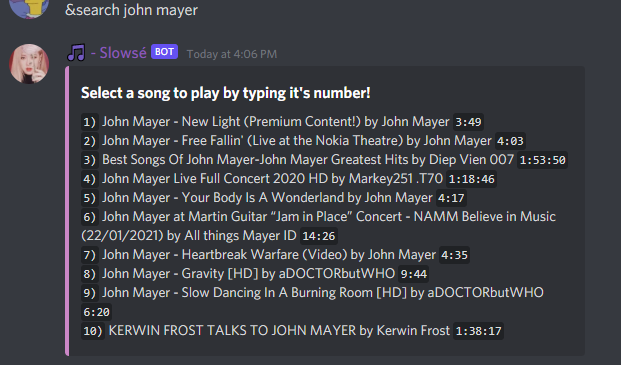 &search john mayer
- Slowsé BOT Today at 4:06 PM
Select a song to play by typing it's number!
1) John Mayer - New Light (Premium Content!) by John Mayer 3:49
2) John Mayer - Free Fallin' (Live at the Nokia Theatre) by John Mayer 4:03
3) Best Songs Of John Mayer-John Mayer Greatest Hits by Diep Vien 007 1:53:50
4) John Mayer Live Full Concert 2020 HD by Markey251 .T70 1:18:46
5) John Mayer - Your Body Is A Wonderland by John Mayer 4:17
6) John Mayer at Martin Guitar “Jam in Place” Concert - NAMM Believe in Music
(22/01/2021) by All things Mayer ID 14:26
7) John Mayer - Heartbreak Warfare (Video) by John Mayer 4:35
8) John Mayer - Gravity [HD] by aDOCTORbutWHO 9:44
9) John Mayer - Slow Dancing In A Burning Room [HD] by aDOCTORbutWHO
6:20
10) KERWIN FROST TALKS TO JOHN MAYER by Kerwin Frost 1:38:17